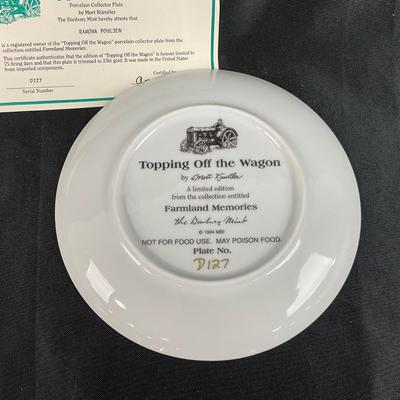 Porcelain Collector Plate
by Mort Künstler
The Danbury Mint hereby attests that
RAMONA POULSEN
is a registered owner of the "Topping Off the Wagon" porcelain collector plate from the
collection entitled Farmland Memories.
This certificate authenticates that the edition of "Topping Off the Wagon" is forever limited to
75 firing days and that this plate is trimmed in 23kt gold. It was made in the United States
from imported components.
Certified by
D127
Serial Number
Topping Off the Wagon
by Mort Künstler
A limited edition
from the collection entitled
Farmland Memories
the Danbury Mint
© 1994 MBI
NOT FOR FOOD USE. MAY POISON FOOD.
Plate No.
D127